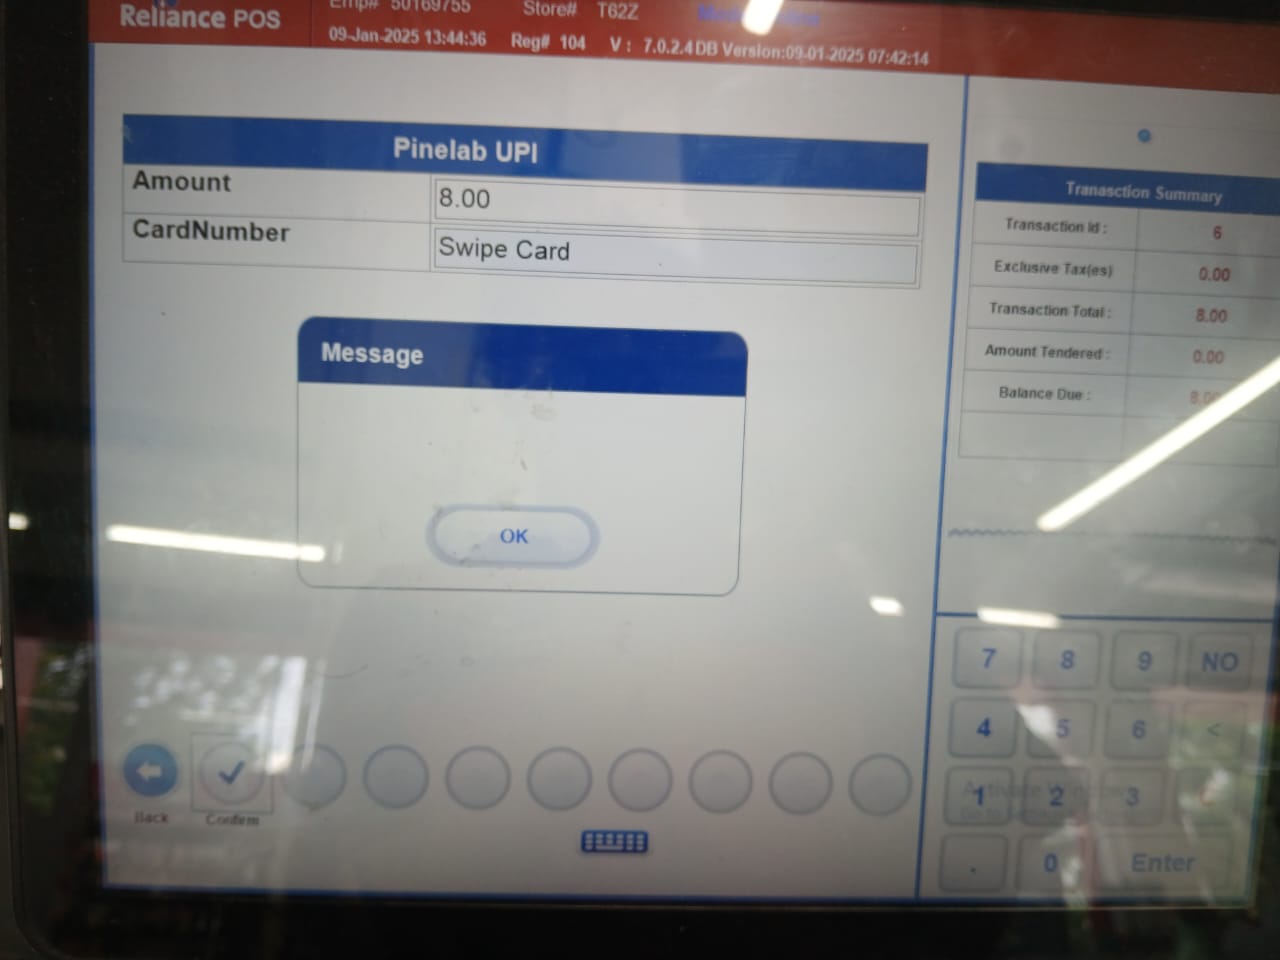 Reliance POS
Emp# 50169755 Store# T62Z
09-Jan-2025 13:44:36 Reg# 104 V : 7.0.2.4 DB Version:09-01-2025 07:42:14
Pinelab UPI
Amount 8.00
CardNumber Swipe Card
Message
OK
Tranasction Summary
Transaction id : 6
Exclusive Tax(es) 0.00
Transaction Total : 8.00
Amount Tendered : 0.00
Balance Due : 8.00
7 8 9 NO
4 5 6 <
1 2 3
. 0 Enter
Back Confirm